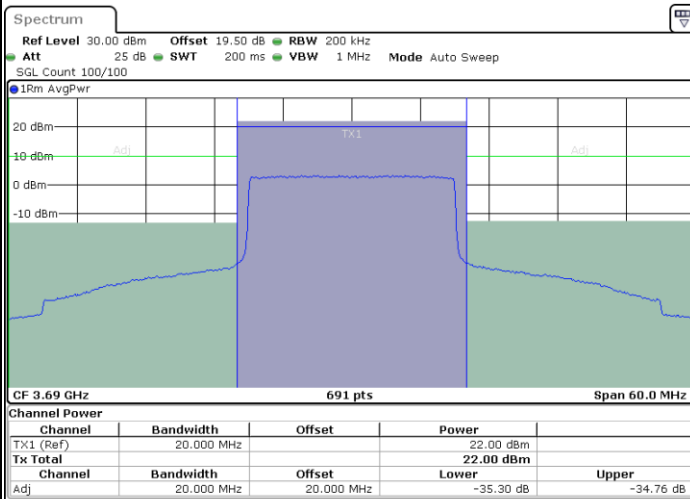 Spectrum
Ref Level 30.00 dBm Offset 19.50 dB RBW 200 kHz
Att 25 dB SWT 200 ms VBW 1 MHz Mode Auto Sweep
SGL Count 100/100
1Rm AvgPwr
20 dBm
TX1
Adj Adj
10 dBm
0 dBm
-10 dBm
CF 3.69 GHz 691 pts Span 60.0 MHz
Channel Power
Channel Bandwidth Offset Power
TX1 (Ref) 20.000 MHz 22.00 dBm
Tx Total 22.00 dBm
Channel Bandwidth Offset Lower Upper
Adj 20.000 MHz 20.000 MHz -35.30 dB -34.76 dB